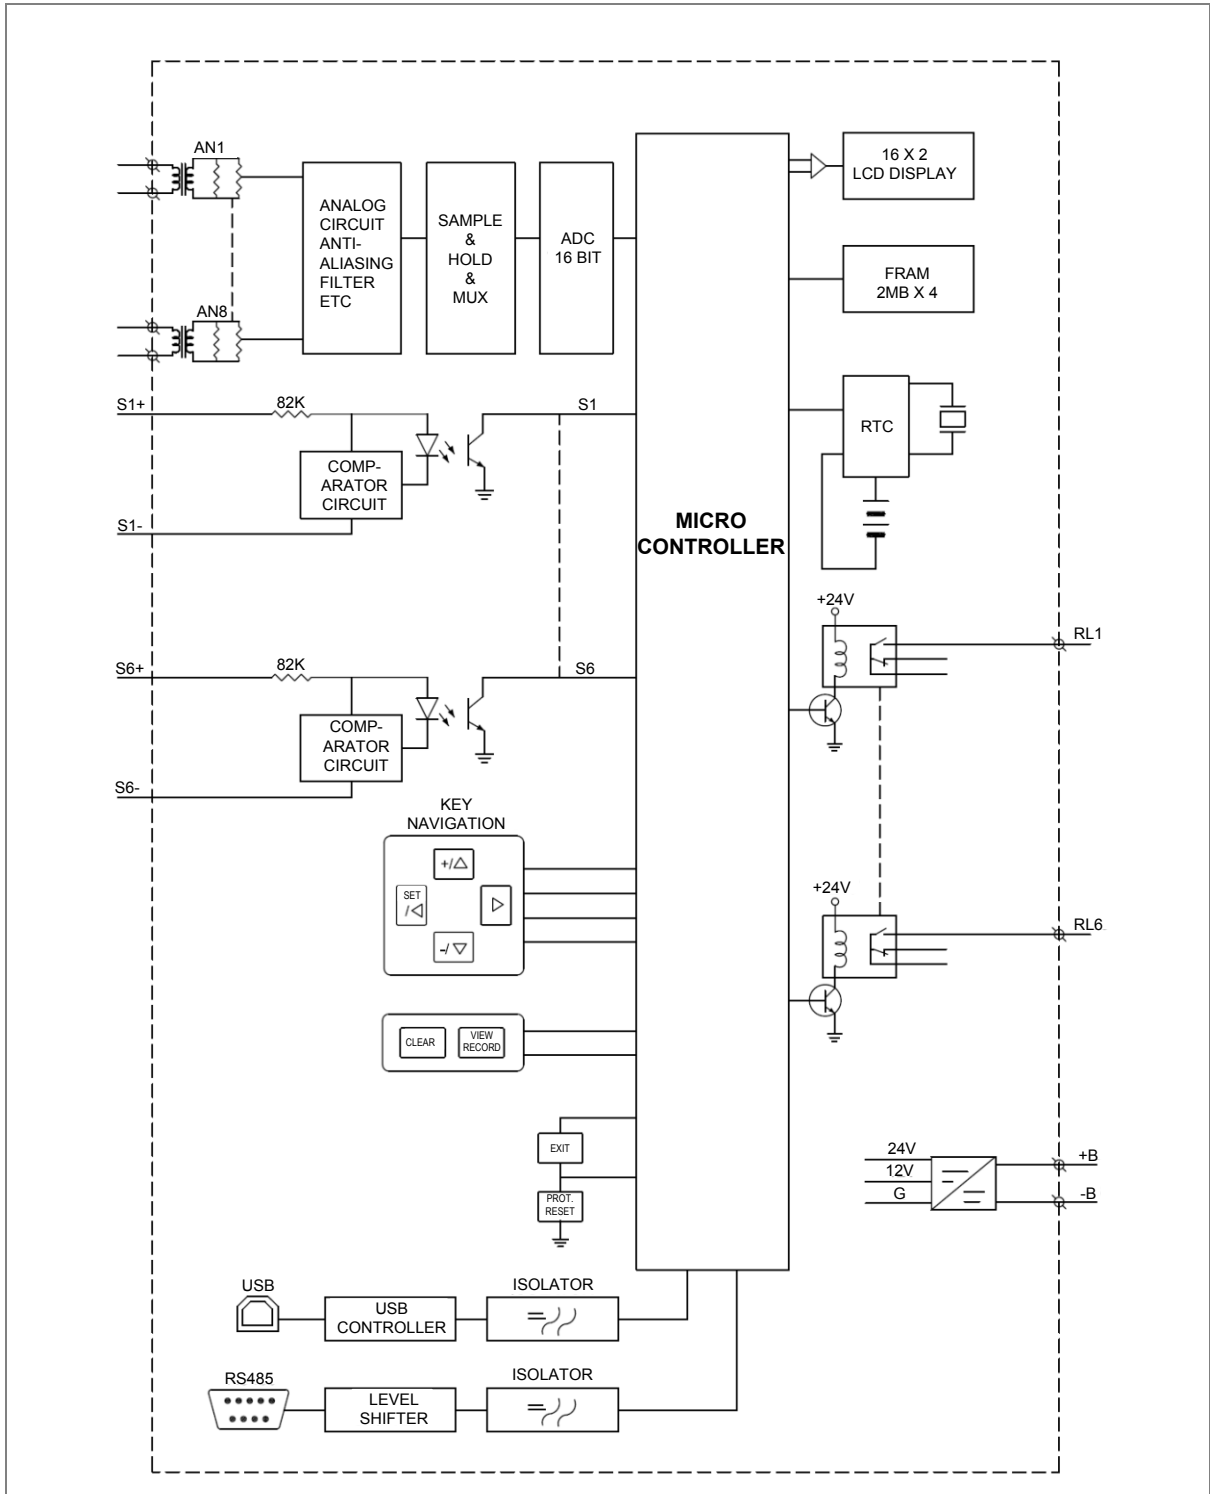 AN1
ANALOG
CIRCUIT
ANTI-
ALIASING
FILTER
ETC
SAMPLE
&
HOLD
&
MUX
ADC
16 BIT
16 X 2
LCD DISPLAY
FRAM
2MB X 4
AN8
S1+
82K
S1
COMP-
ARATOR
CIRCUIT
S1-
RTC
MICRO
CONTROLLER
+24V
RL1
S6+
82K
S6
COMP-
ARATOR
CIRCUIT
S6-
KEY
NAVIGATION
+/△
SET
/◁
▷
-/▽
+24V
RL6
CLEAR
VIEW
RECORD
EXIT
PROT.
RESET
24V
12V
G
+B
-B
USB
USB
CONTROLLER
ISOLATOR
RS485
LEVEL
SHIFTER
ISOLATOR